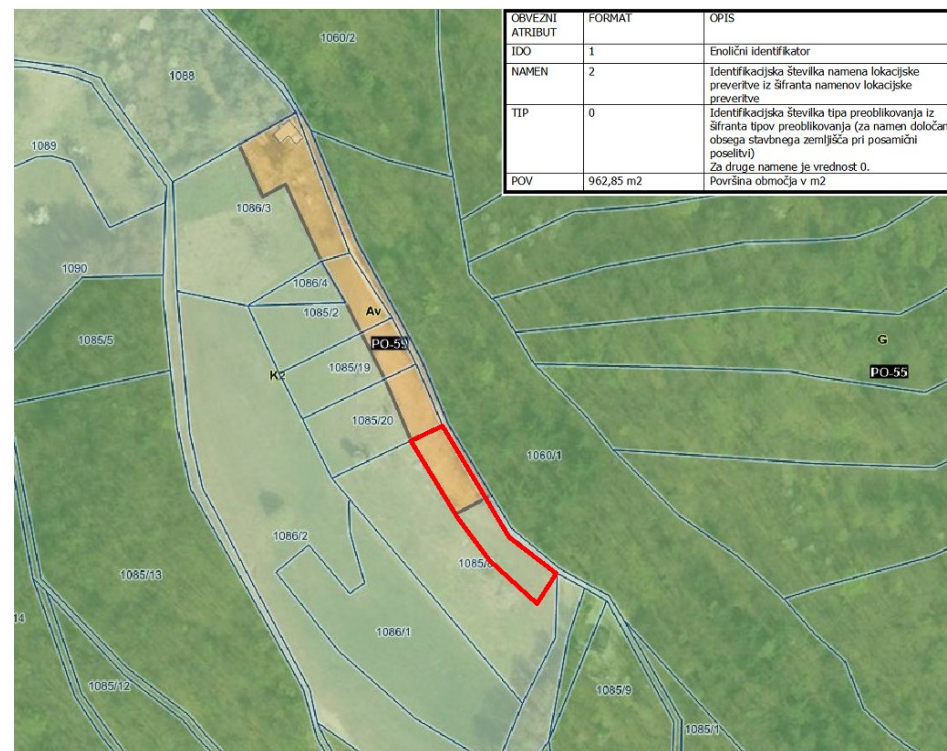 OBVEZNI ATRIBUT FORMAT OPIS
IDO 1 Enolični identifikator
NAMEN 2 Identifikacijska številka namena lokacijske
preveritve iz šifranta namenov lokacijske
preveritve
TIP 0 Identifikacijska številka tipa preoblikovanja iz
šifranta tipov preoblikovanja (za namen določan
obsega stavbnega zemljišča pri posamični
poselitvi)
Za druge namene je vrednost 0.
POV 962,85 m2 Površina območja v m2
1060/2
1088
1089
1086/3
1090
1086/4
1085/2
Av
1085/5
PO-59
G
K2
1085/19
PO-55
1085/20
1060/1
1086/2
1085/13
14
1086/1
1085/12
1085/9
1085/1